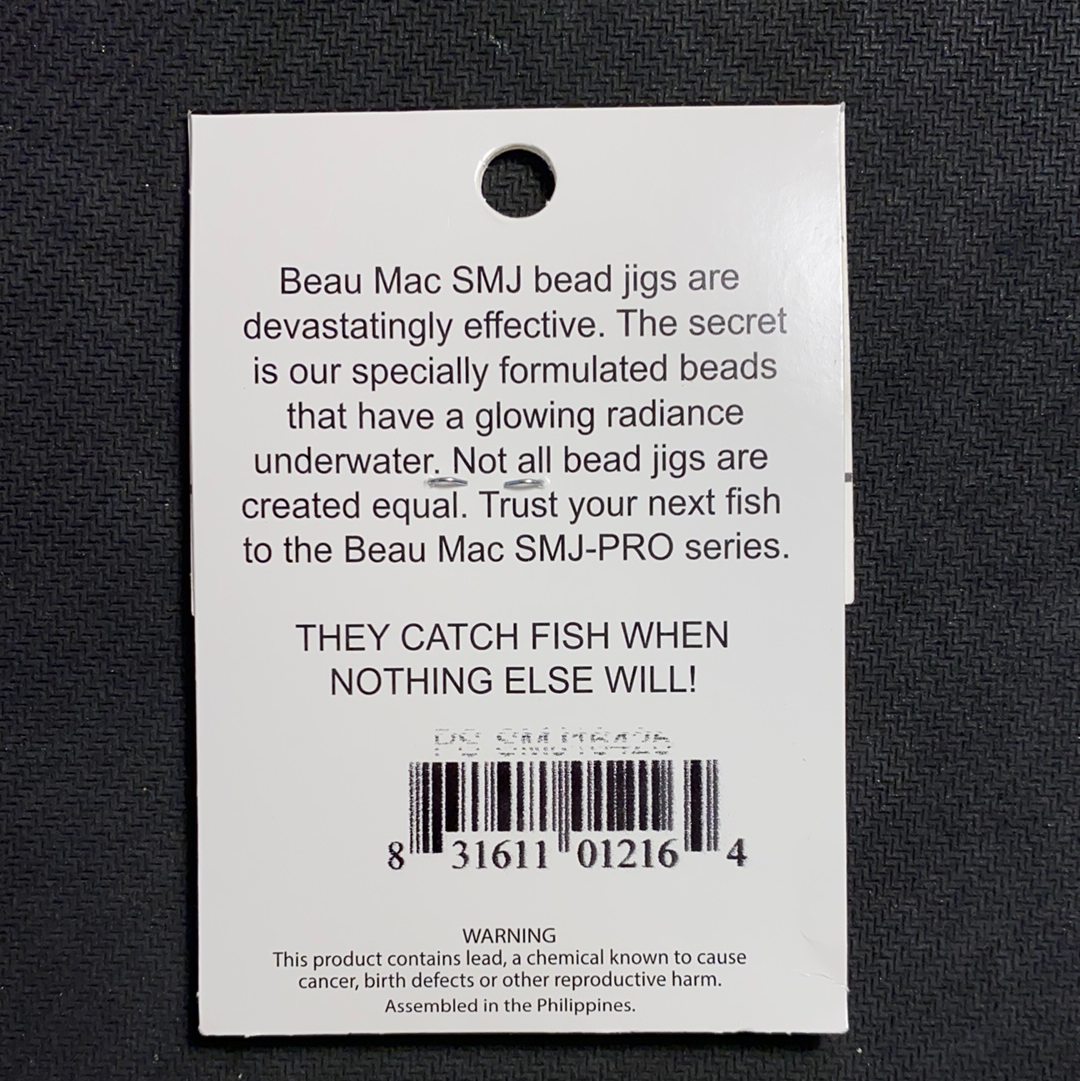 Beau Mac SMJ bead jigs are
devastatingly effective. The secret
is our specially formulated beads
that have a glowing radiance
underwater. Not all bead jigs are
created equal. Trust your next fish
to the Beau Mac SMJ-PRO series.
THEY CATCH FISH WHEN
NOTHING ELSE WILL!
PS SMJ16426
8 31611 01216 4
WARNING
This product contains lead, a chemical known to cause
cancer, birth defects or other reproductive harm.
Assembled in the Philippines.